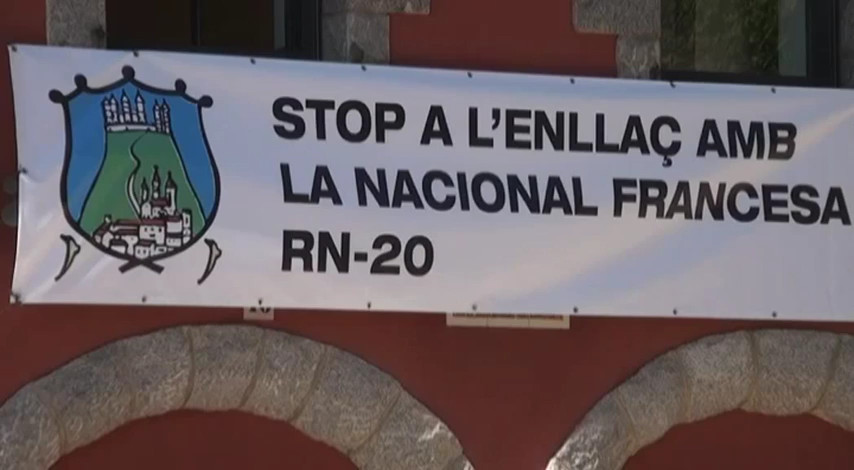 STOP A L'ENLLAÇ AMB
LA NACIONAL FRANCESA
RN-20